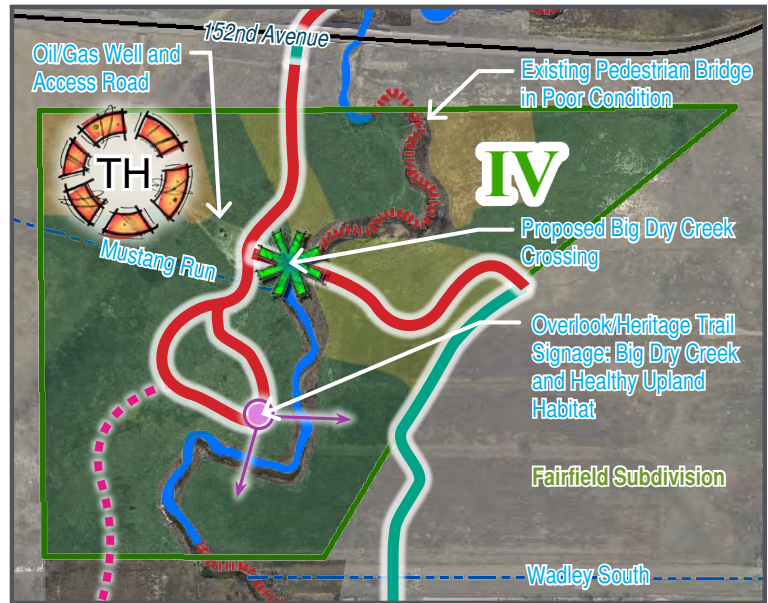 152nd Avenue
Oil/Gas Well and
Access Road
Existing Pedestrian Bridge
in Poor Condition
TH
IV
Proposed Big Dry Creek
Crossing
Mustang Run
Overlook/Heritage Trail
Signage: Big Dry Creek
and Healthy Upland
Habitat
Fairfield Subdivision
Wadley South